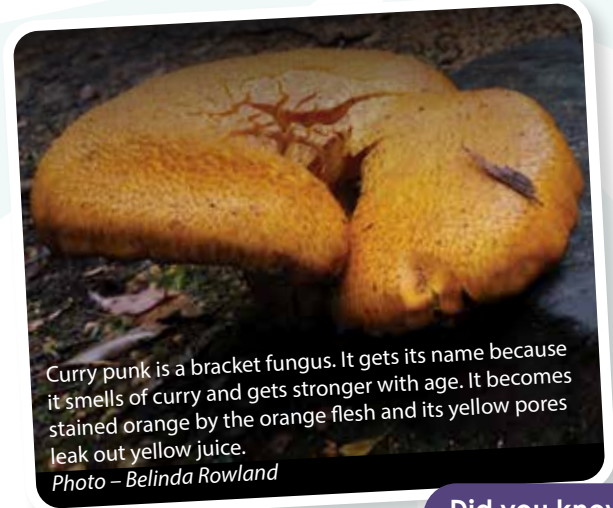 Curry punk is a bracket fungus. It gets its name because
it smells of curry and gets stronger with age. It becomes
stained orange by the orange flesh and its yellow pores
leak out yellow juice.
Photo – Belinda Rowland
Did you know